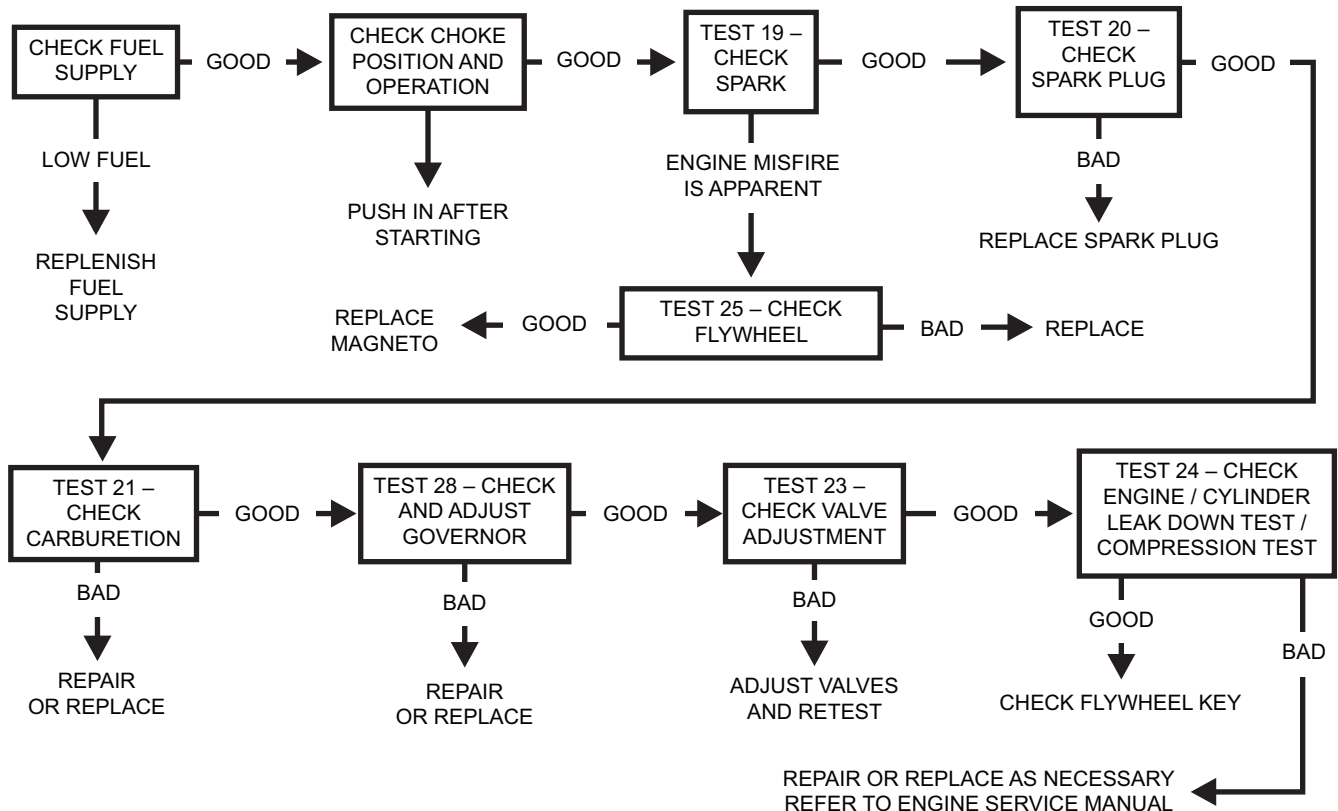 CHECK FUEL
SUPPLY
GOOD
CHECK CHOKE
POSITION AND
OPERATION
GOOD
TEST 19 –
CHECK
SPARK
GOOD
TEST 20 –
CHECK
SPARK PLUG
GOOD
LOW FUEL
REPLENISH
FUEL
SUPPLY
PUSH IN AFTER
STARTING
ENGINE MISFIRE
IS APPARENT
BAD
REPLACE SPARK PLUG
REPLACE
MAGNETO
GOOD
TEST 25 – CHECK
FLYWHEEL
BAD
REPLACE
TEST 21 –
CHECK
CARBURETION
GOOD
TEST 28 – CHECK
AND ADJUST
GOVERNOR
GOOD
TEST 23 –
CHECK VALVE
ADJUSTMENT
GOOD
TEST 24 – CHECK
ENGINE / CYLINDER
LEAK DOWN TEST /
COMPRESSION TEST
BAD
REPAIR
OR REPLACE
BAD
REPAIR
OR REPLACE
BAD
ADJUST VALVES
AND RETEST
GOOD
CHECK FLYWHEEL KEY
BAD
REPAIR OR REPLACE AS NECESSARY
REFER TO ENGINE SERVICE MANUAL